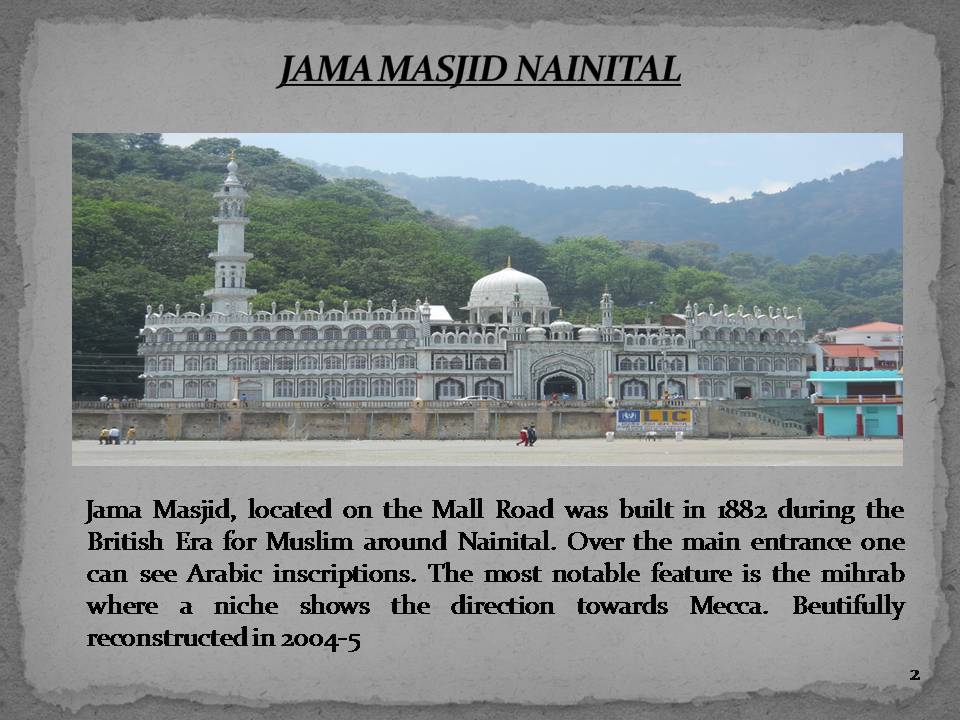 JAMA MASJID NAINITAL
LIC
Jama Masjid, located on the Mall Road was built in 1882 during the
British Era for Muslim around Nainital. Over the main entrance one
can see Arabic inscriptions. The most notable feature is the mihrab
where a niche shows the direction towards Mecca. Beutifully
reconstructed in 2004-5
2